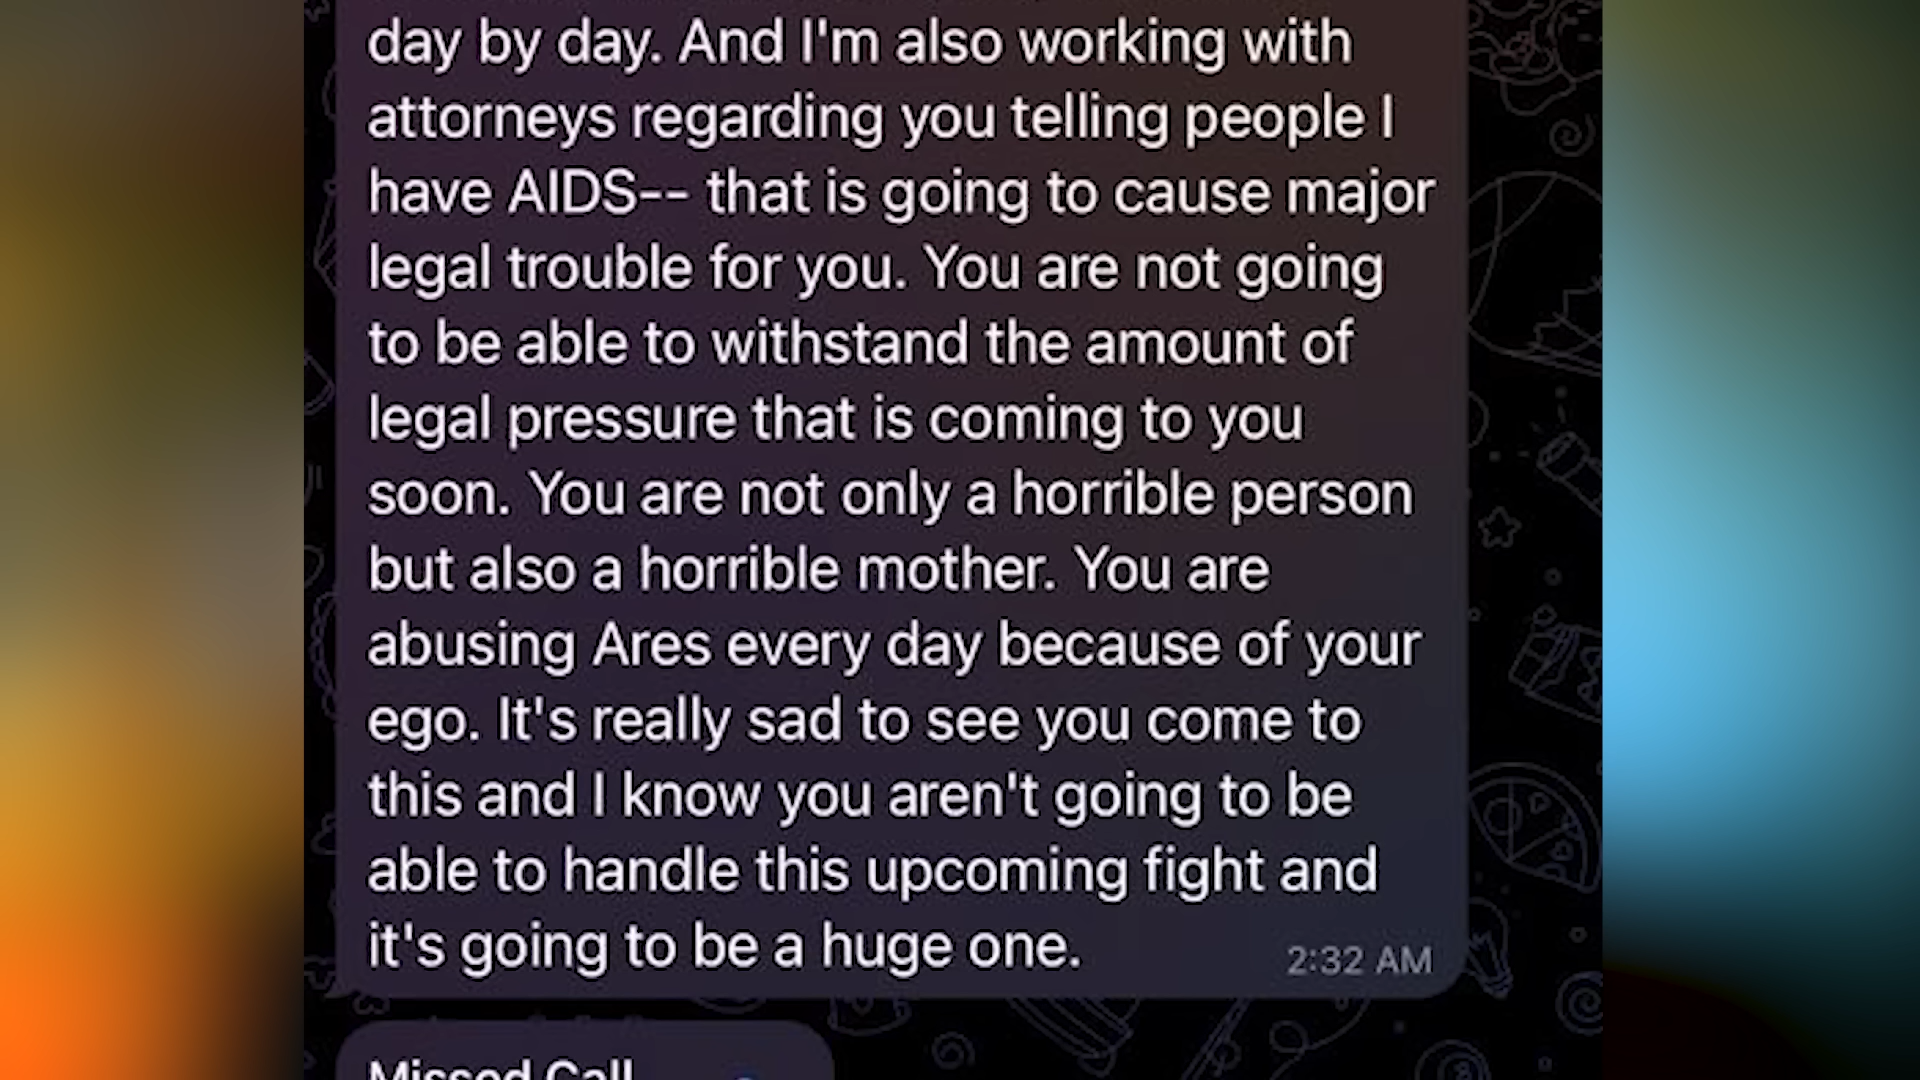 day by day. And I'm also working with
attorneys regarding you telling people I
have AIDS-- that is going to cause major
legal trouble for you. You are not going
to be able to withstand the amount of
legal pressure that is coming to you
soon. You are not only a horrible person
but also a horrible mother. You are
abusing Ares every day because of your
ego. It's really sad to see you come to
this and I know you aren't going to be
able to handle this upcoming fight and
it's going to be a huge one.
2:32 AM
Missed Call